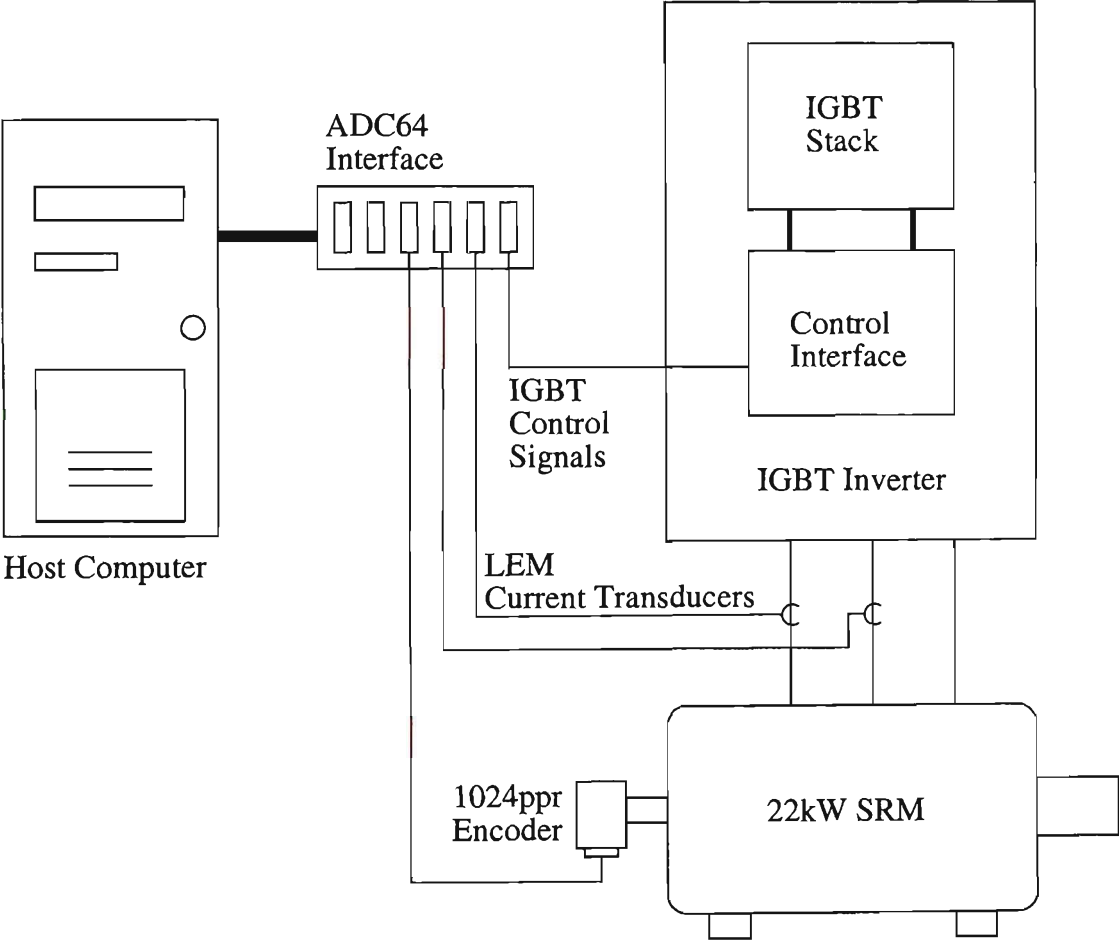 ADC64
Interface
IGBT
Stack
Control
Interface
IGBT
Control
Signals
IGBT Inverter
Host Computer
LEM
Current Transducers
1024ppr
Encoder
22kW SRM